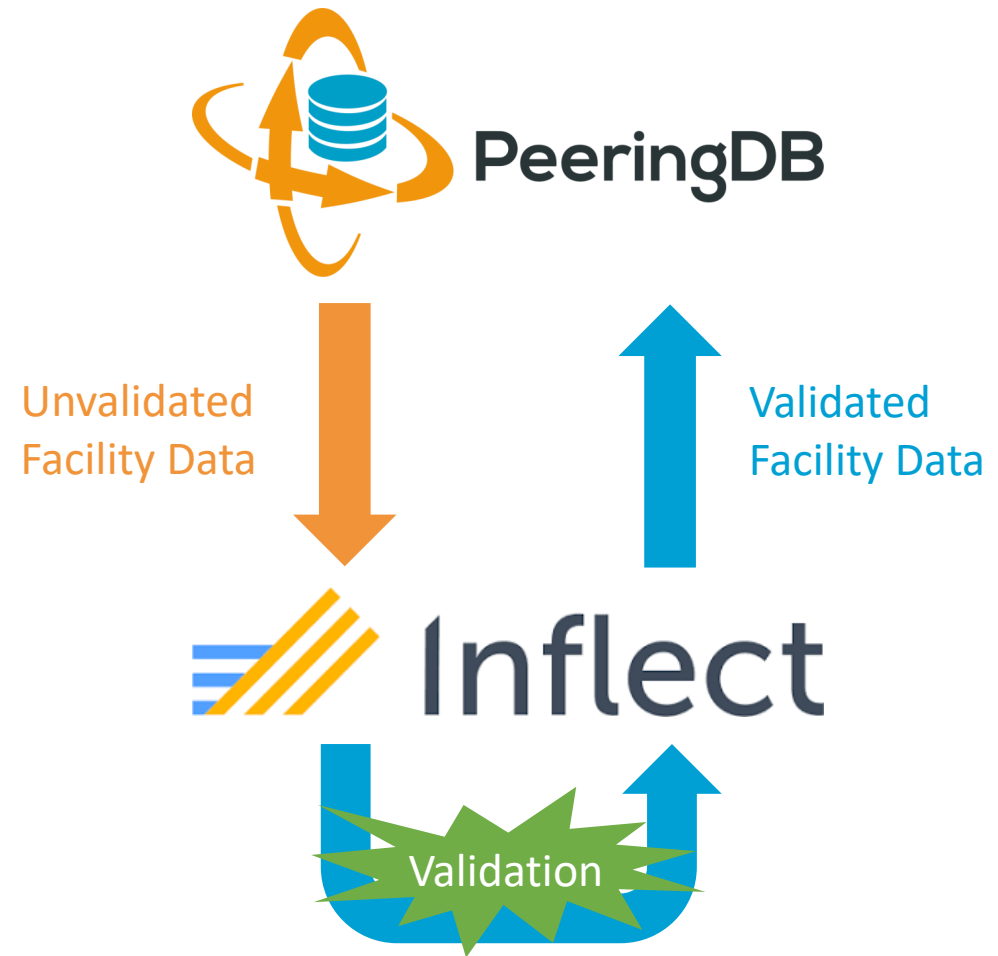 PeeringDB
Unvalidated
Facility Data
Validated
Facility Data
Inflect
Validation